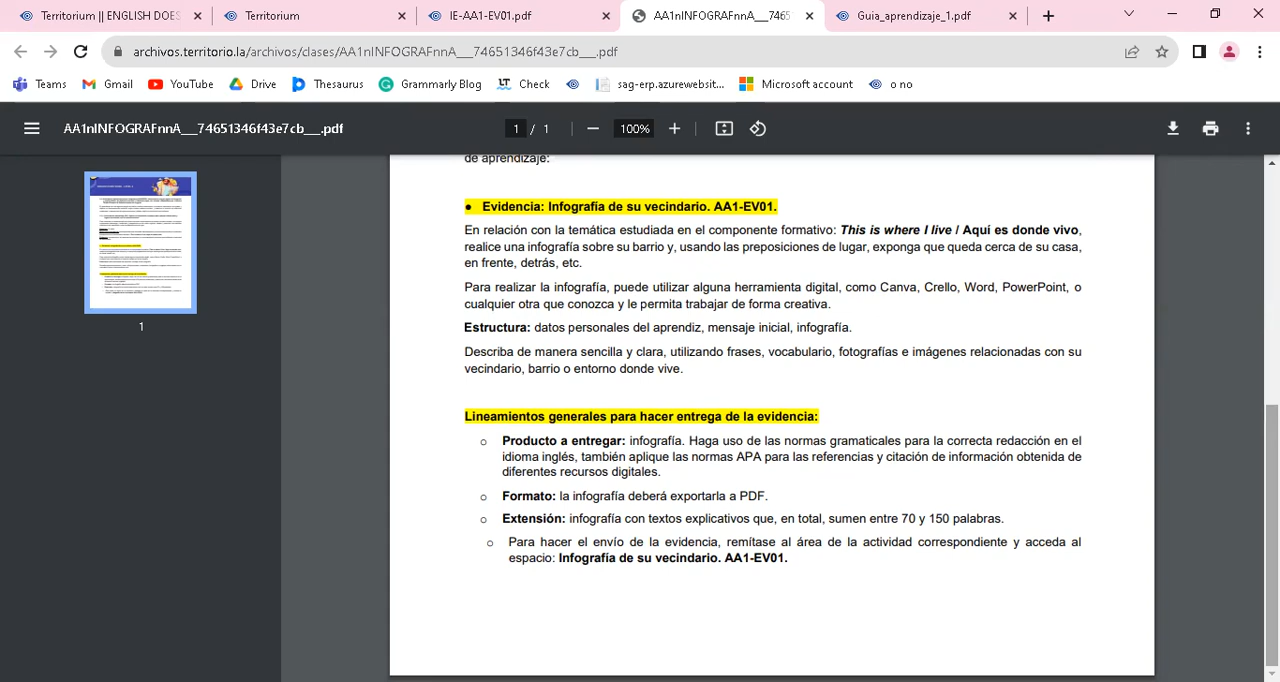 Territorium || ENGLISH DOES
Territorium
IE-AA1-EV01.pdf
AA1nINFOGRAFnnA__7465
Guia_aprendizaje_1.pdf
archivos.territorio.la/archivos/clases/AA1nINFOGRAFnnA___74651346f43e7cb___.pdf
Teams
Gmail
YouTube
Drive
Thesaurus
Grammarly Blog
Check
sag-erp.azurewebsit...
Microsoft account
o no
AA1nINFOGRAFnnA__74651346f43e7cb__.pdf
1 / 1
100%
de aprendizaje:
● Evidencia: Infografía de su vecindario. AA1-EV01.
En relación con la temática estudiada en el componente formativo: This is where I live / Aquí es donde vivo,
realice una infografía sobre su barrio y, usando las preposiciones de lugar, exponga que queda cerca de su casa,
en frente, detrás, etc.
Para realizar la infografía, puede utilizar alguna herramienta digital, como Canva, Crello, Word, PowerPoint, o
cualquier otra que conozca y le permita trabajar de forma creativa.
Estructura: datos personales del aprendiz, mensaje inicial, infografía.
Describa de manera sencilla y clara, utilizando frases, vocabulario, fotografías e imágenes relacionadas con su
vecindario, barrio o entorno donde vive.
Lineamientos generales para hacer entrega de la evidencia:
○ Producto a entregar: infografía. Haga uso de las normas gramaticales para la correcta redacción en el
idioma inglés, también aplique las normas APA para las referencias y citación de información obtenida de
diferentes recursos digitales.
○ Formato: la infografía deberá exportarla a PDF.
○ Extensión: infografía con textos explicativos que, en total, sumen entre 70 y 150 palabras.
○ Para hacer el envío de la evidencia, remítase al área de la actividad correspondiente y acceda al
espacio: Infografía de su vecindario. AA1-EV01.
1